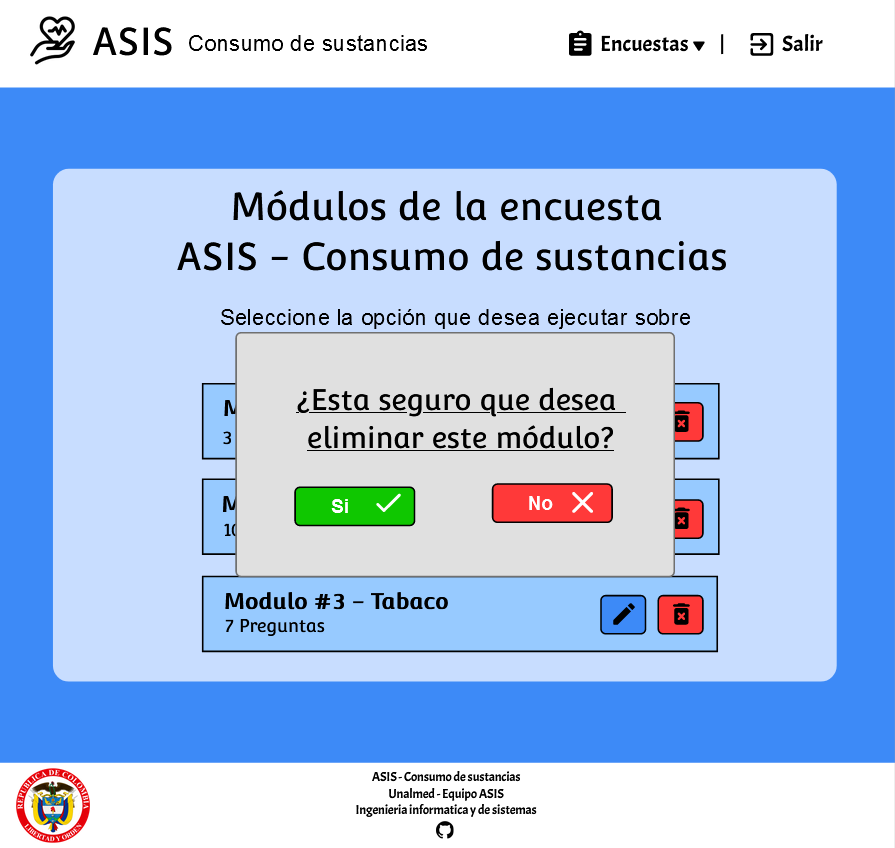 ASIS Consumo de sustancias
Encuestas | Salir
Módulos de la encuesta
ASIS - Consumo de sustancias
Seleccione la opción que desea ejecutar sobre
¿Esta seguro que desea
eliminar este módulo?
Si
No
3
10
Modulo #3 - Tabaco
7 Preguntas
REPUBLICA DE COLOMBIA
LIBERTAD Y ORDEN
ASIS - Consumo de sustancias
Unalmed - Equipo ASIS
Ingenieria informatica y de sistemas